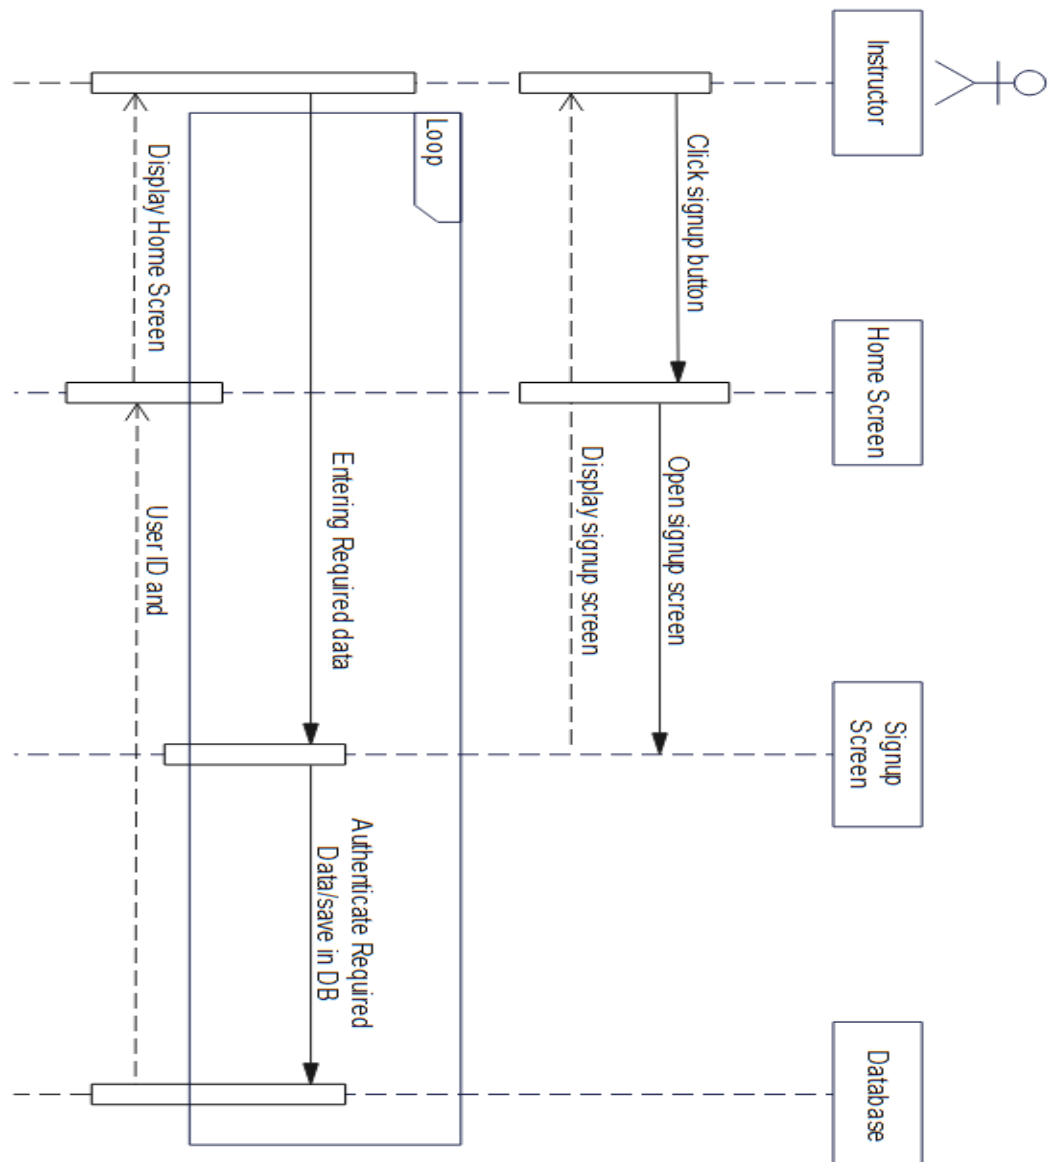 Instructor
Home Screen
Signup
Screen
Database
Click signup button
Open signup screen
Display signup screen
Loop
Entering Required data
Authenticate Required
Data/save in DB
User ID and
Display Home Screen